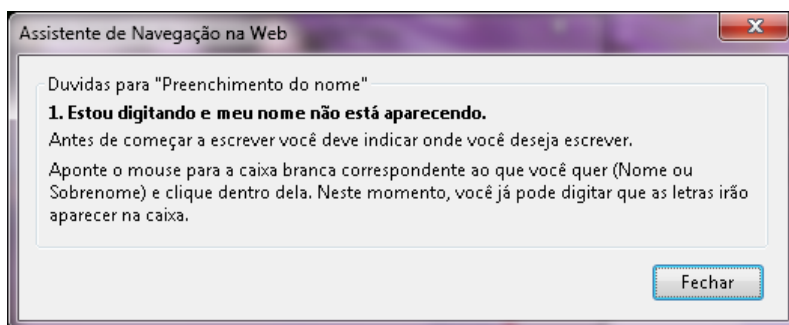 Assistente de Navegação na Web
Duvidas para "Preenchimento do nome"
1. Estou digitando e meu nome não está aparecendo.
Antes de começar a escrever você deve indicar onde você deseja escrever.
Aponte o mouse para a caixa branca correspondente ao que você quer (Nome ou
Sobrenome) e clique dentro dela. Neste momento, você já pode digitar que as letras irão
aparecer na caixa.
Fechar